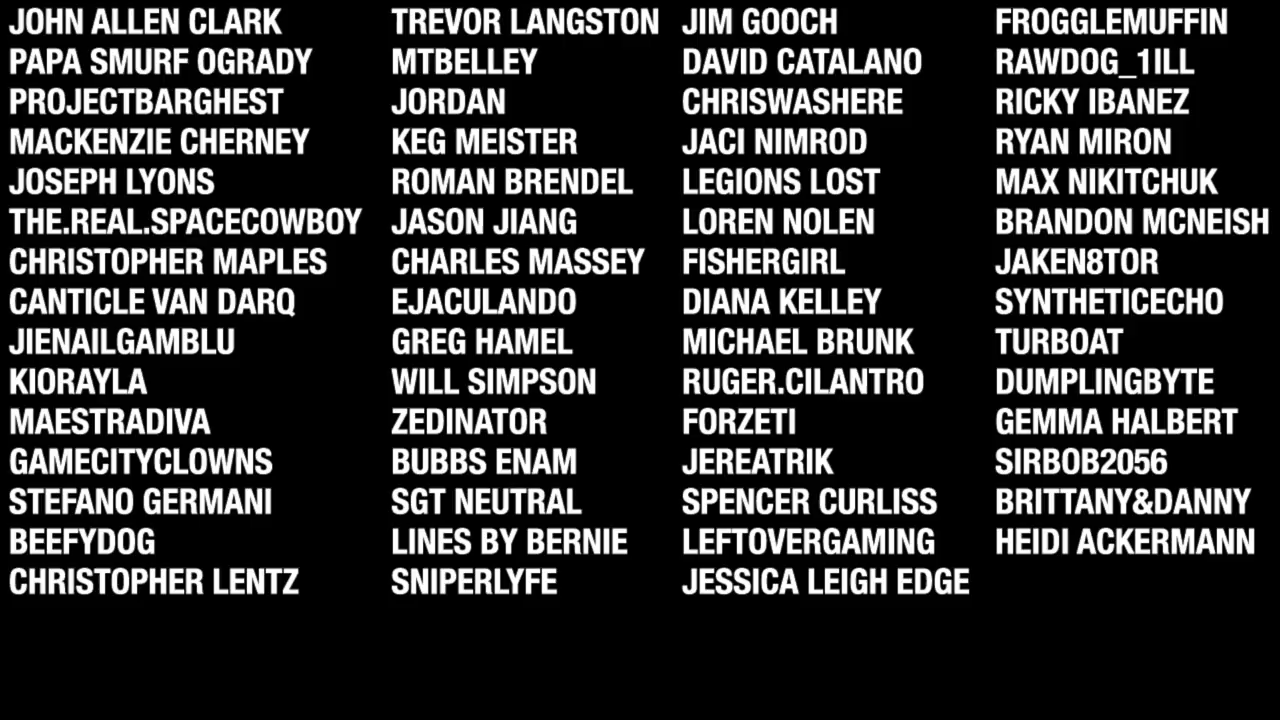 JOHN ALLEN CLARK
PAPA SMURF OGRADY
PROJECTBARGHEST
MACKENZIE CHERNEY
JOSEPH LYONS
THE.REAL.SPACECOWBOY
CHRISTOPHER MAPLES
CANTICLE VAN DARQ
JIENAILGAMBLU
KIORAYLA
MAESTRADIVA
GAMECITYCLOWNS
STEFANO GERMANI
BEEFYDOG
CHRISTOPHER LENTZ
TREVOR LANGSTON
MTBELLEY
JORDAN
KEG MEISTER
ROMAN BRENDEL
JASON JIANG
CHARLES MASSEY
EJACULANDO
GREG HAMEL
WILL SIMPSON
ZEDINATOR
BUBBS ENAM
SGT NEUTRAL
LINES BY BERNIE
SNIPERLYFE
JIM GOOCH
DAVID CATALANO
CHRISWASHERE
JACI NIMROD
LEGIONS LOST
LOREN NOLEN
FISHERGIRL
DIANA KELLEY
MICHAEL BRUNK
RUGER.CILANTRO
FORZETI
JEREATRIK
SPENCER CURLISS
LEFTOVERGAMING
JESSICA LEIGH EDGE
FROGGLEMUFFIN
RAWDOG_1ILL
RICKY IBANEZ
RYAN MIRON
MAX NIKITCHUK
BRANDON MCNEISH
JAKEN8TOR
SYNTHETICECHO
TURBOAT
DUMPLINGBYTE
GEMMA HALBERT
SIRBOB2056
BRITTANY&DANNY
HEIDI ACKERMANN